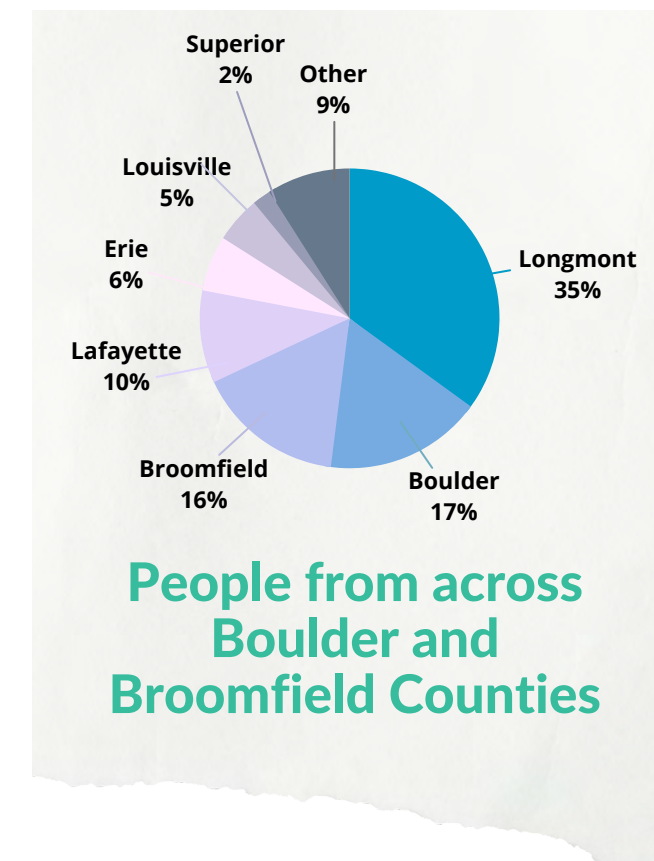 Superior
2%
Other
9%
Louisville
5%
Erie
6%
Longmont
35%
Lafayette
10%
Broomfield
16%
Boulder
17%
People from across
Boulder and
Broomfield Counties